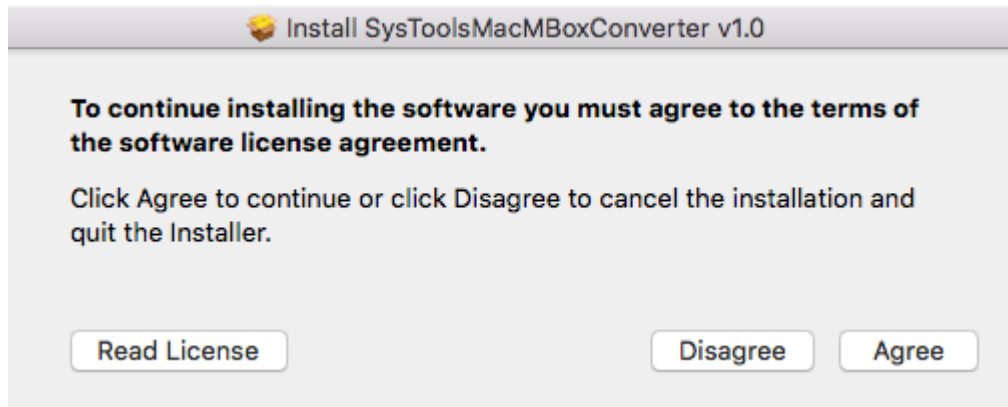 Install SysToolsMacMBoxConverter v1.0
To continue installing the software you must agree to the terms of
the software license agreement.
Click Agree to continue or click Disagree to cancel the installation and
quit the Installer.
Read License Disagree Agree